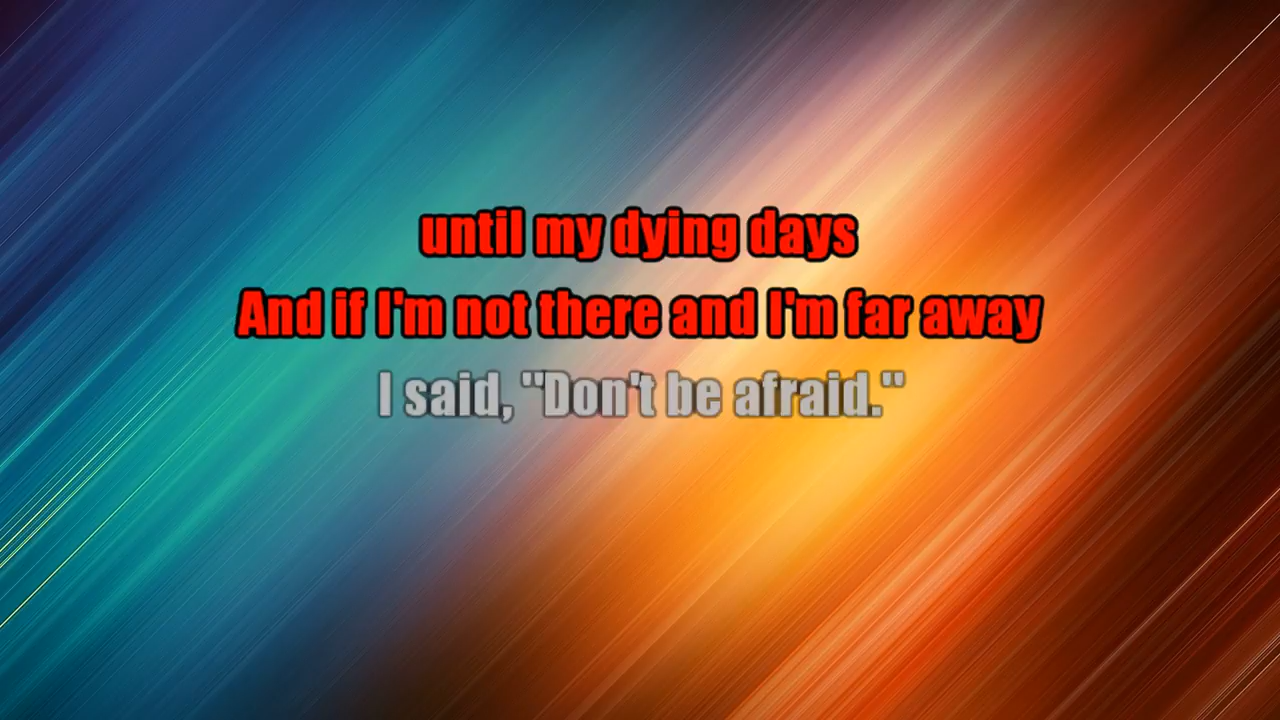 until my dying days
And if I'm not there and I'm far away
I said, "Don't be afraid."